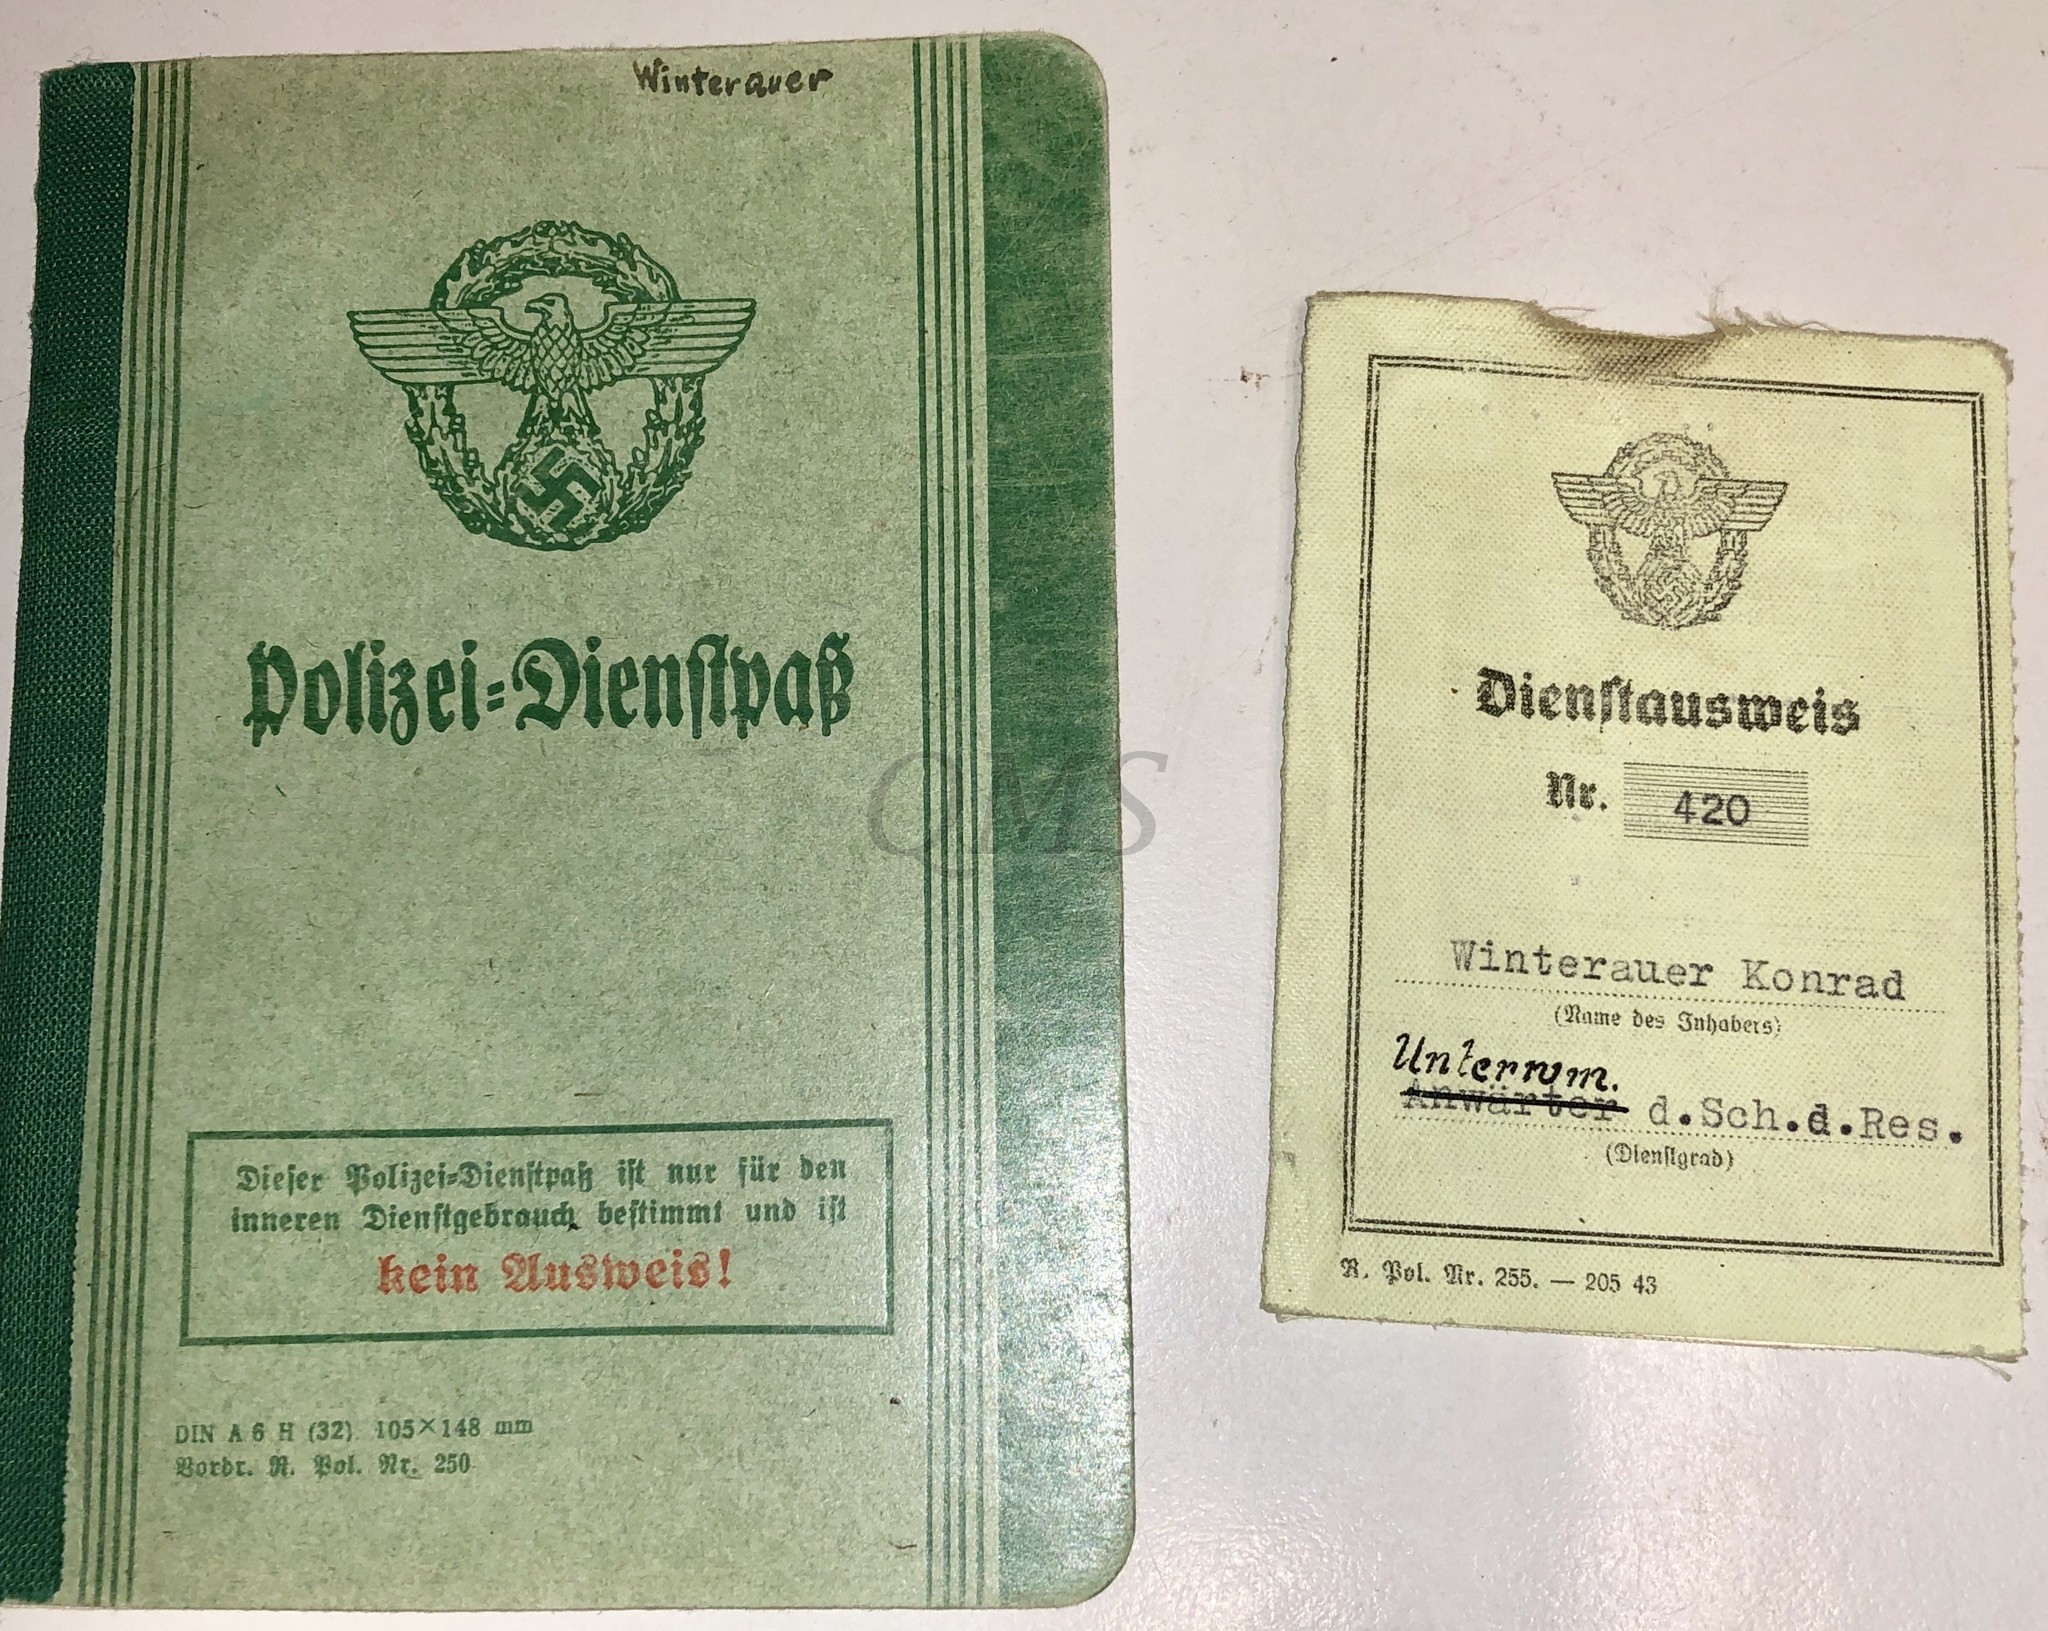 Winterauer
Polizei=Dienstpaß
Dieser Polizei=Dienstpaß ist nur für den
inneren Dienstgebrauch bestimmt und ist
kein Ausweis!
DIN A 6 H (32) 105×148 mm
Vordr. R. Pol. Nr. 250
QMS
Dienstausweis
Nr. 420
Winterauer Konrad
(Name des Inhabers)
Unterwm.
Anwärter d.Sch.d.Res.
(Dienstgrad)
R. Pol. Nr. 255. — 205 43